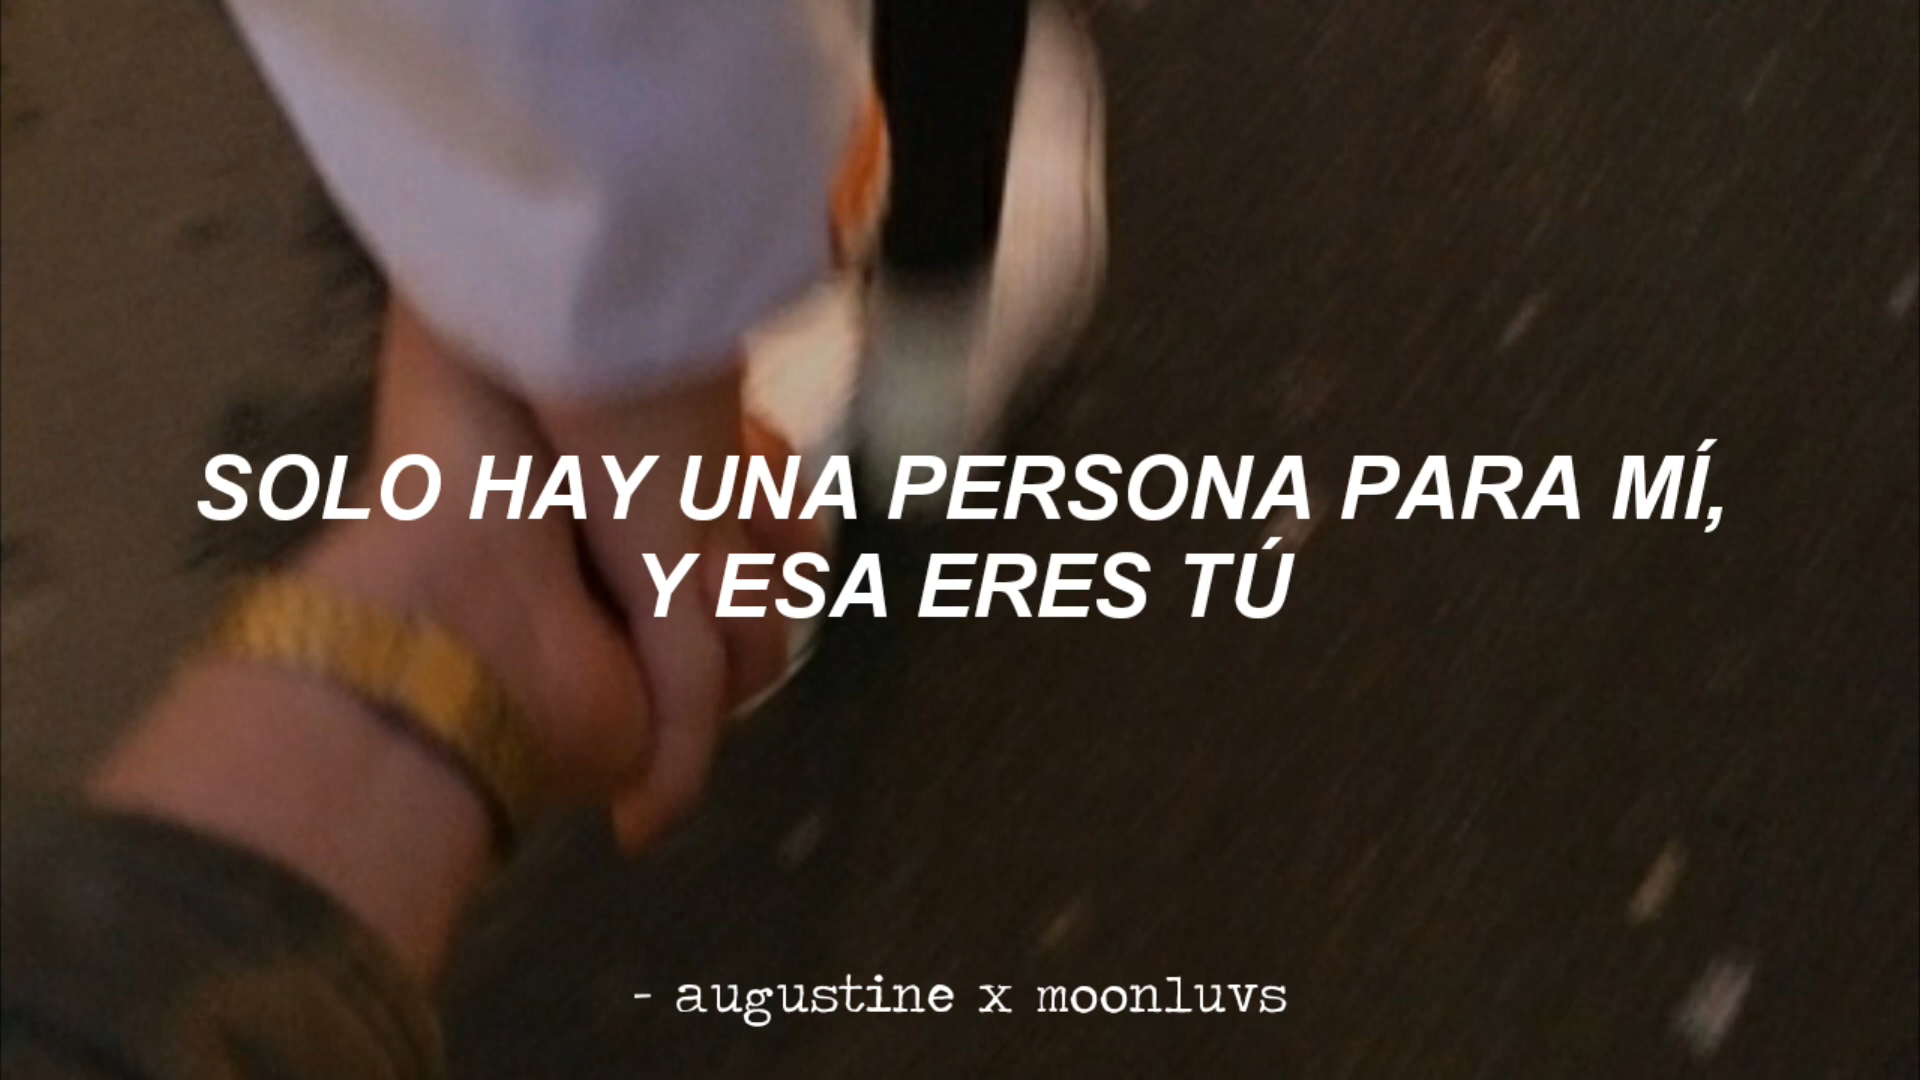 SOLO HAY UNA PERSONA PARA MÍ,
Y ESA ERES TÚ
- augustine x moonluvs